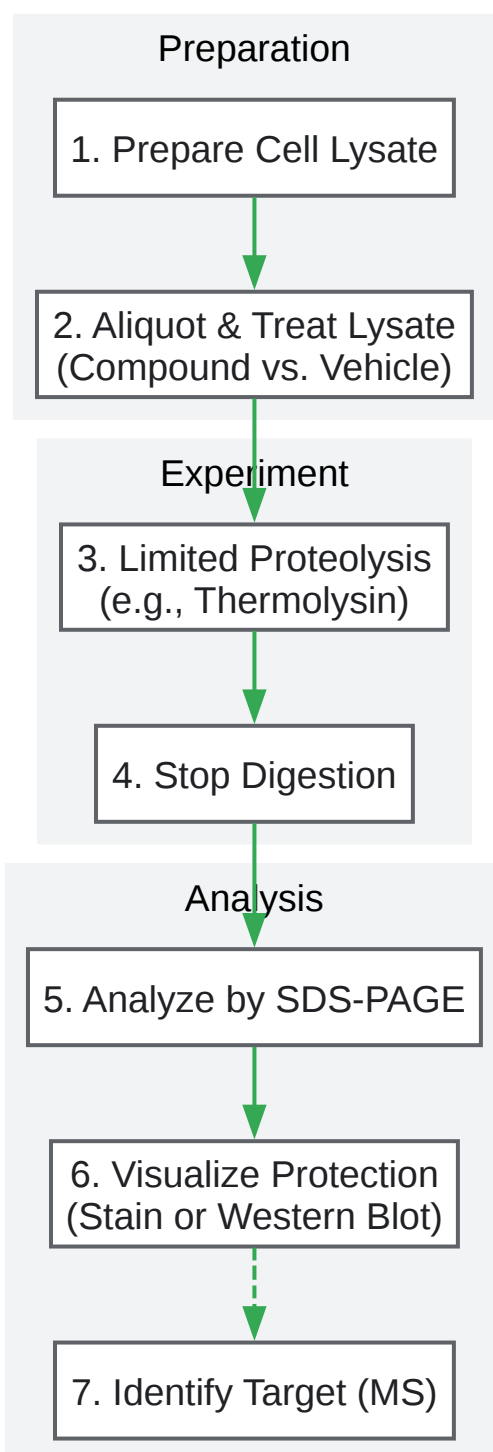 Preparation
1. Prepare Cell Lysate
2. Aliquot & Treat Lysate
(Compound vs. Vehicle)
Experiment
3. Limited Proteolysis
(e.g., Thermolysin)
4. Stop Digestion
Analysis
5. Analyze by SDS-PAGE
6. Visualize Protection
(Stain or Western Blot)
7. Identify Target (MS)